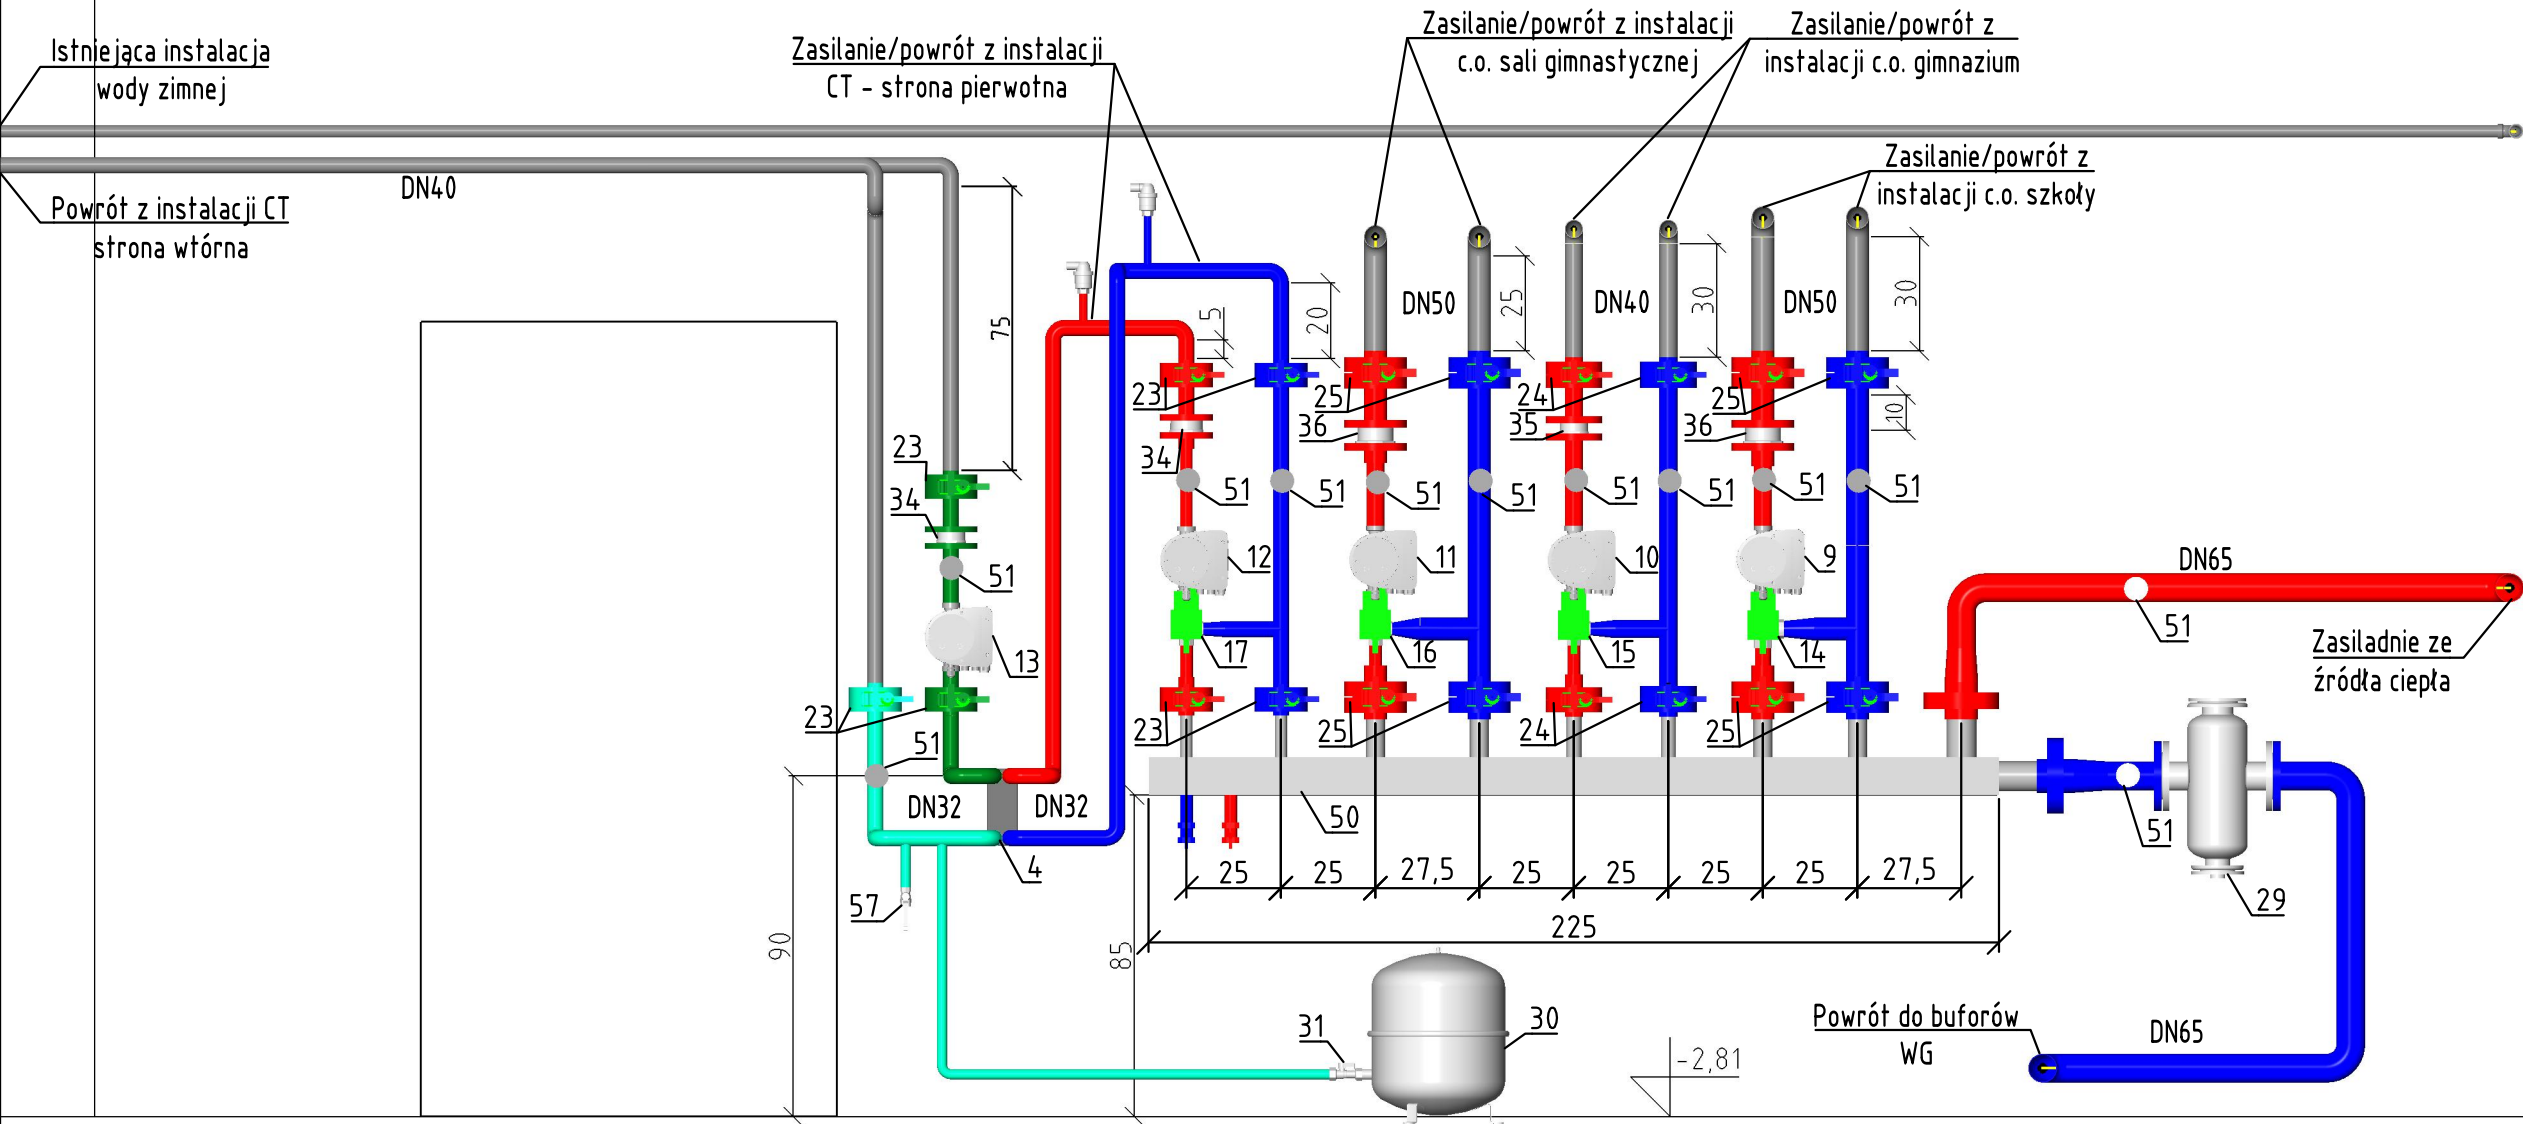 Istniejąca instalacja
wody zimnej
Zasilanie/powrót z instalacji
CT - strona pierwotna
Zasilanie/powrót z instalacji
c.o. sali gimnastycznej
Zasilanie/powrót z
instalacji c.o. gimnazium
Zasilanie/powrót z
instalacji c.o. szkoły
DN40
Powrót z instalacji CT
strona wtórna
75
5
20
DN50
25
DN40
30
DN50
30
10
23
25
24
25
36
35
36
34
23
34
51
51
51
51
51
51
51
51
51
12
11
10
9
13
17
16
15
14
DN65
51
Zasiladnie ze
źródła ciepła
23
23
25
24
25
51
DN32
DN32
50
51
4
25
25
27,5
25
25
25
25
27,5
57
29
225
90
85
31
30
-2,81
Powrót do buforów
WG
DN65